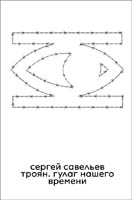 сергей савельев
троян. гулаг нашего
времени